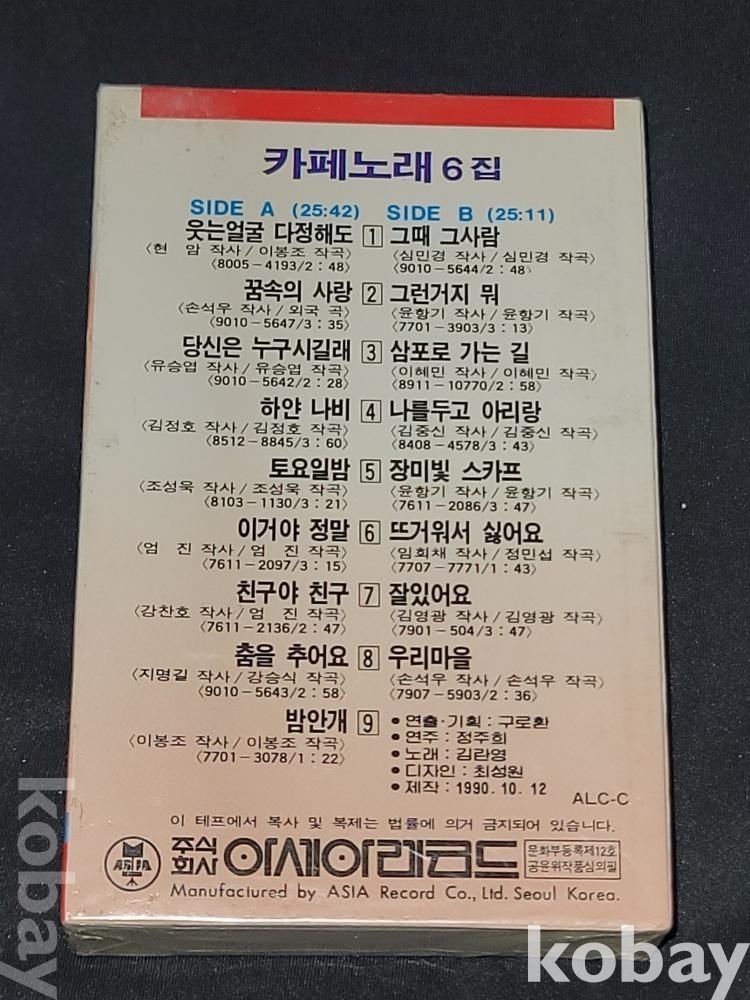 카페노래 6 집
SIDE A (25:42) SIDE B (25:11)
웃는얼굴 다정해도 1 그때 그사람
〈현 암 작사/이봉조 작곡〉 〈심민경 작사/심민경 작곡〉
〈8005-4193/2:48〉 〈9010-5644/2:48〉
꿈속의 사랑 2 그런거지 뭐
〈손석우 작사/외국 곡〉 〈윤항기 작사/윤항기 작곡〉
〈9010-5647/3:35〉 〈7701-3903/3:13〉
당신은 누구시길래 3 삼포로 가는 길
〈유승엽 작사/유승엽 작곡〉 〈이혜민 작사/이혜민 작곡〉
〈9010-5642/2:28〉 〈8911-10770/2:58〉
하얀 나비 4 나를두고 아리랑
〈김정호 작사/김정호 작곡〉 〈김중신 작사/김중신 작곡〉
〈8512-8845/3:60〉 〈8408-4578/3:43〉
토요일밤 5 장미빛 스카프
〈조성욱 작사/조성욱 작곡〉 〈윤항기 작사/윤항기 작곡〉
〈8103-1130/3:21〉 〈7611-2086/3:47〉
이거야 정말 6 뜨거워서 싫어요
〈엄 진 작사/엄 진 작곡〉 〈임희채 작사/정민섭 작곡〉
〈7611-2097/3:15〉 〈7707-7771/1:43〉
친구야 친구 7 잘있어요
〈강찬호 작사/엄 진 작곡〉 〈김영광 작사/김영광 작곡〉
〈7611-2136/2:47〉 〈7901-504/3:47〉
춤을 추어요 8 우리마을
〈지명길 작사/강승식 작곡〉 〈손석우 작사/손석우 작곡〉
〈9010-5643/2:58〉 〈7907-5903/2:36〉
밤안개 9
〈이봉조 작사/이봉조 작곡〉
〈7701-3078/1:22〉
•연출·기획:구로환
•연주:정주희
•노래:김란영
•디자인:최성원
•제작:1990.10.12
ALC-C
이 테프에서 복사 및 복제는 법률에 의거 금지되어 있습니다.
ASIA 주식회사 아세아레코드 문화부등록제12호
공윤위작품심의필
Manufactured by ASIA Record Co., Ltd. Seoul Korea.
kobay
kobay